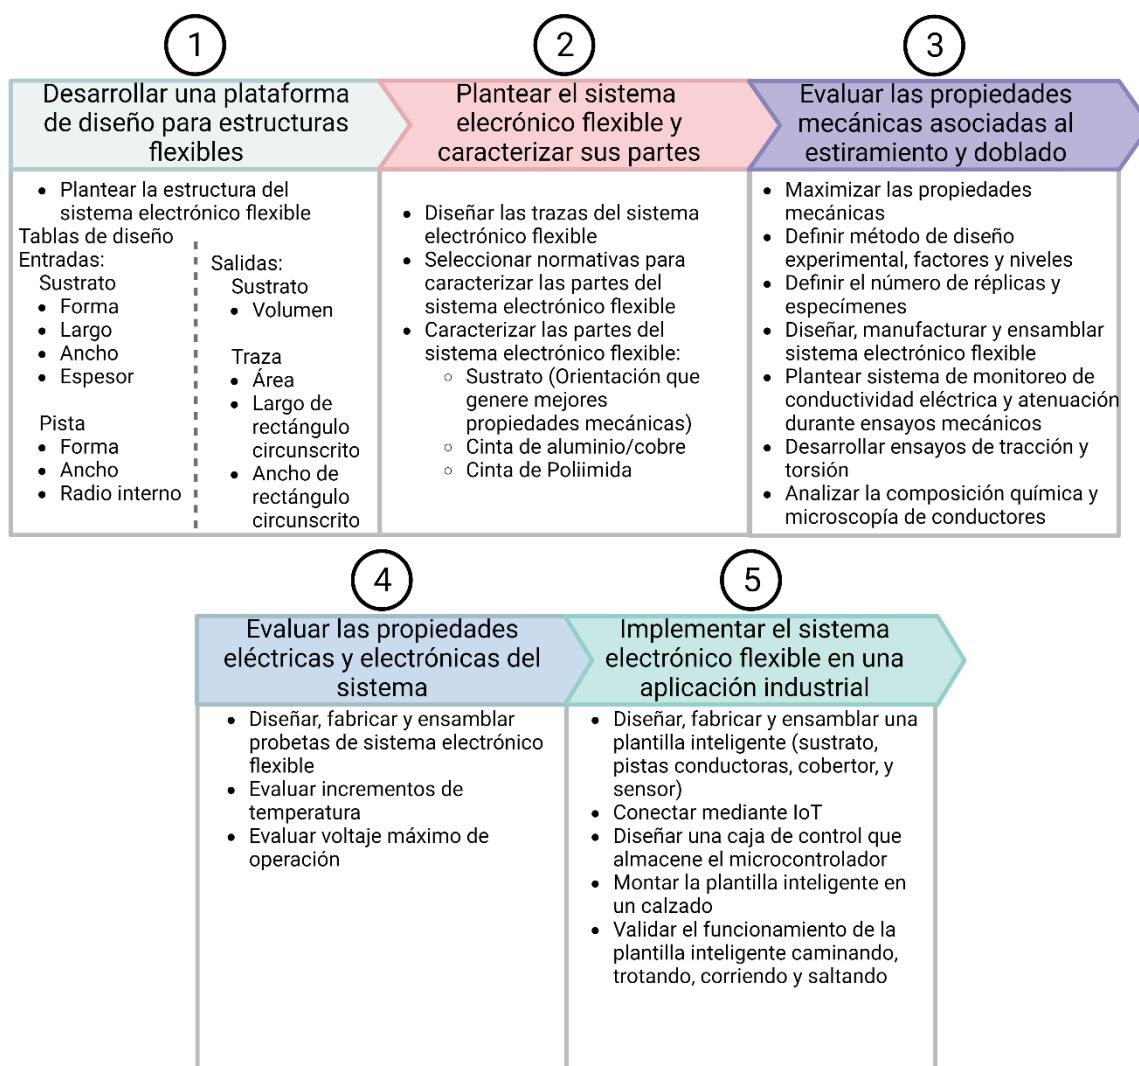 1
Desarrollar una plataforma
de diseño para estructuras
flexibles
• Plantear la estructura del
sistema electrónico flexible
Tablas de diseño
Entradas:
Sustrato
• Forma
• Largo
• Ancho
• Espesor
Pista
• Forma
• Ancho
• Radio interno
Salidas:
Sustrato
• Volumen
Traza
• Área
• Largo de
rectángulo
circunscrito
• Ancho de
rectángulo
circunscrito
2
Plantear el sistema
elecrónico flexible y
caracterizar sus partes
• Diseñar las trazas del sistema
electrónico flexible
• Seleccionar normativas para
caracterizar las partes del
sistema electrónico flexible
• Caracterizar las partes del
sistema electrónico flexible:
○ Sustrato (Orientación que
genere mejores
propiedades mecánicas)
○ Cinta de aluminio/cobre
○ Cinta de Poliimida
3
Evaluar las propiedades
mecánicas asociadas al
estiramiento y doblado
• Maximizar las propiedades
mecánicas
• Definir método de diseño
experimental, factores y niveles
• Definir el número de réplicas y
especímenes
• Diseñar, manufacturar y ensamblar
sistema electrónico flexible
• Plantear sistema de monitoreo de
conductividad eléctrica y atenuación
durante ensayos mecánicos
• Desarrollar ensayos de tracción y
torsión
• Analizar la composición química y
microscopía de conductores
4
Evaluar las propiedades
eléctricas y electrónicas del
sistema
• Diseñar, fabricar y ensamblar
probetas de sistema electrónico
flexible
• Evaluar incrementos de
temperatura
• Evaluar voltaje máximo de
operación
5
Implementar el sistema
electrónico flexible en una
aplicación industrial
• Diseñar, fabricar y ensamblar una
plantilla inteligente (sustrato,
pistas conductoras, cobertor, y
sensor)
• Conectar mediante IoT
• Diseñar una caja de control que
almacene el microcontrolador
• Montar la plantilla inteligente en
un calzado
• Validar el funcionamiento de la
plantilla inteligente caminando,
trotando, corriendo y saltando